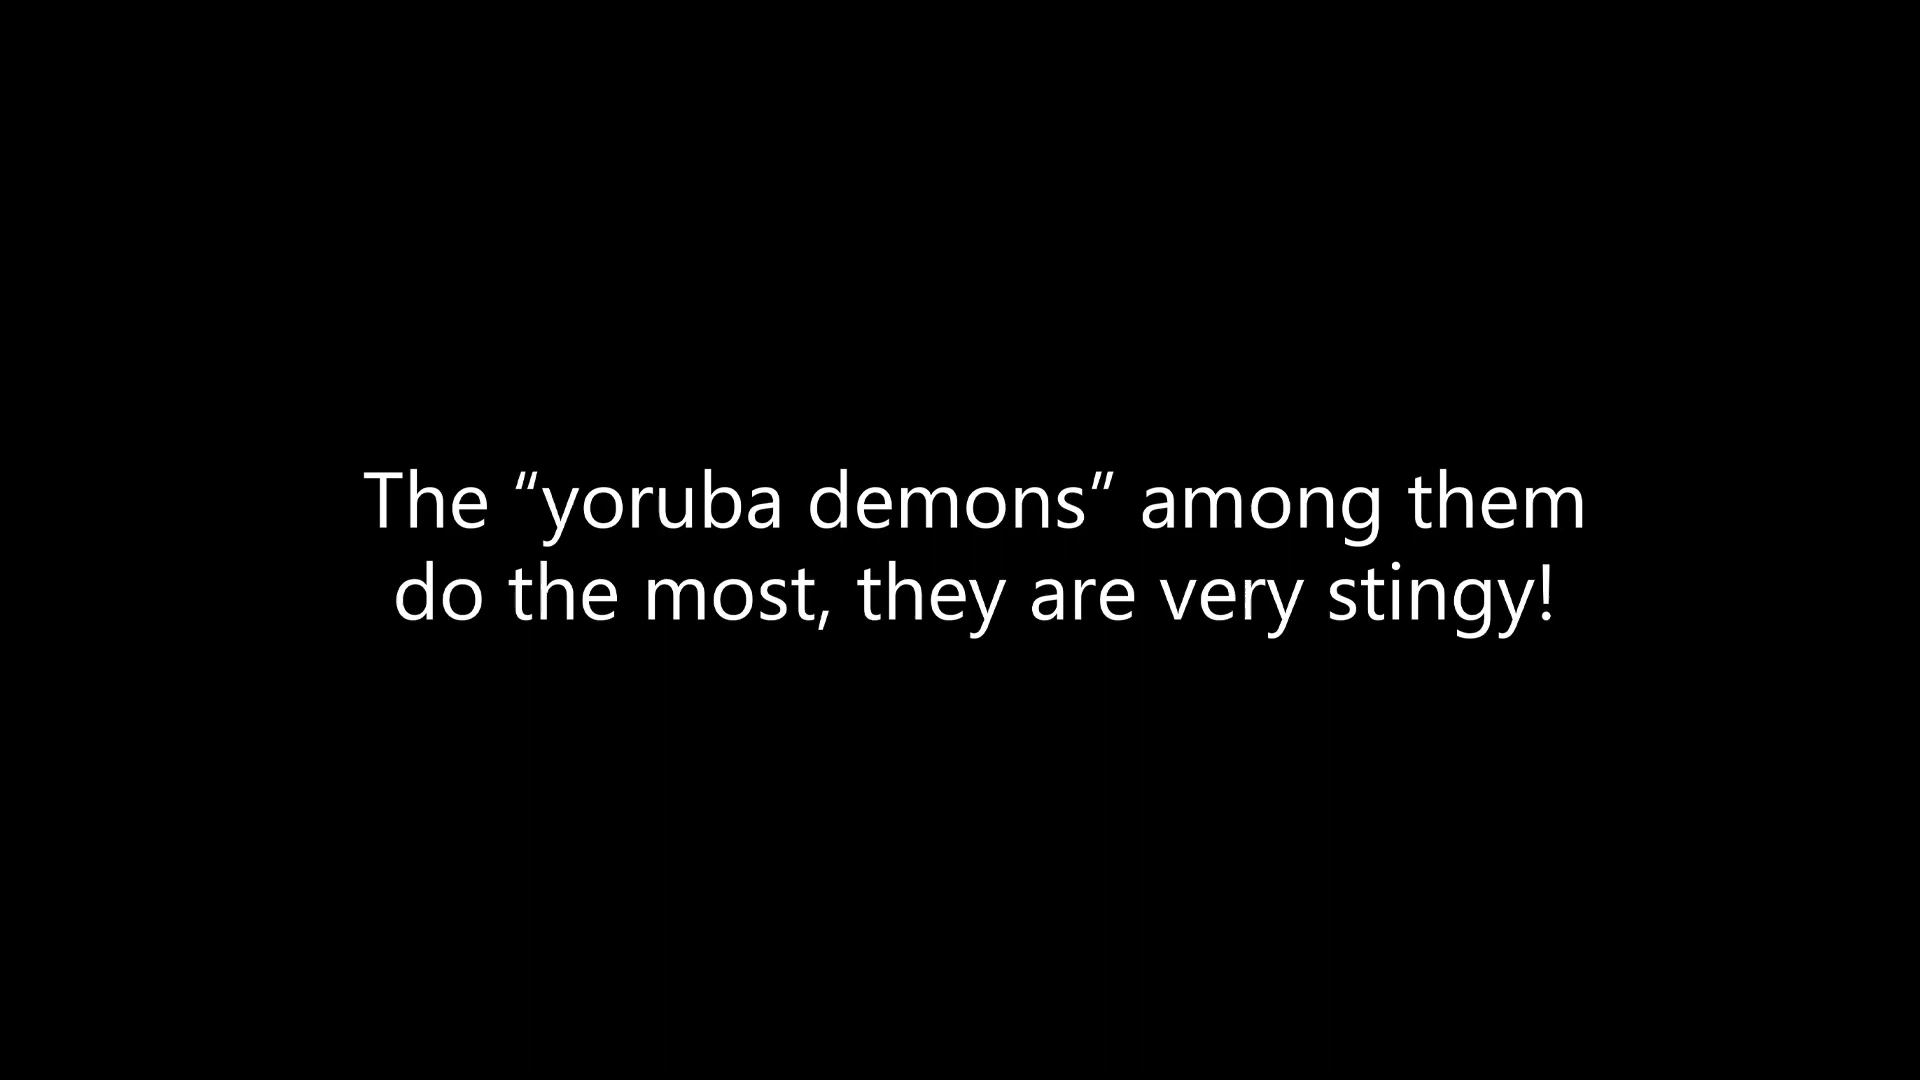 The “yoruba demons” among them
do the most, they are very stingy!